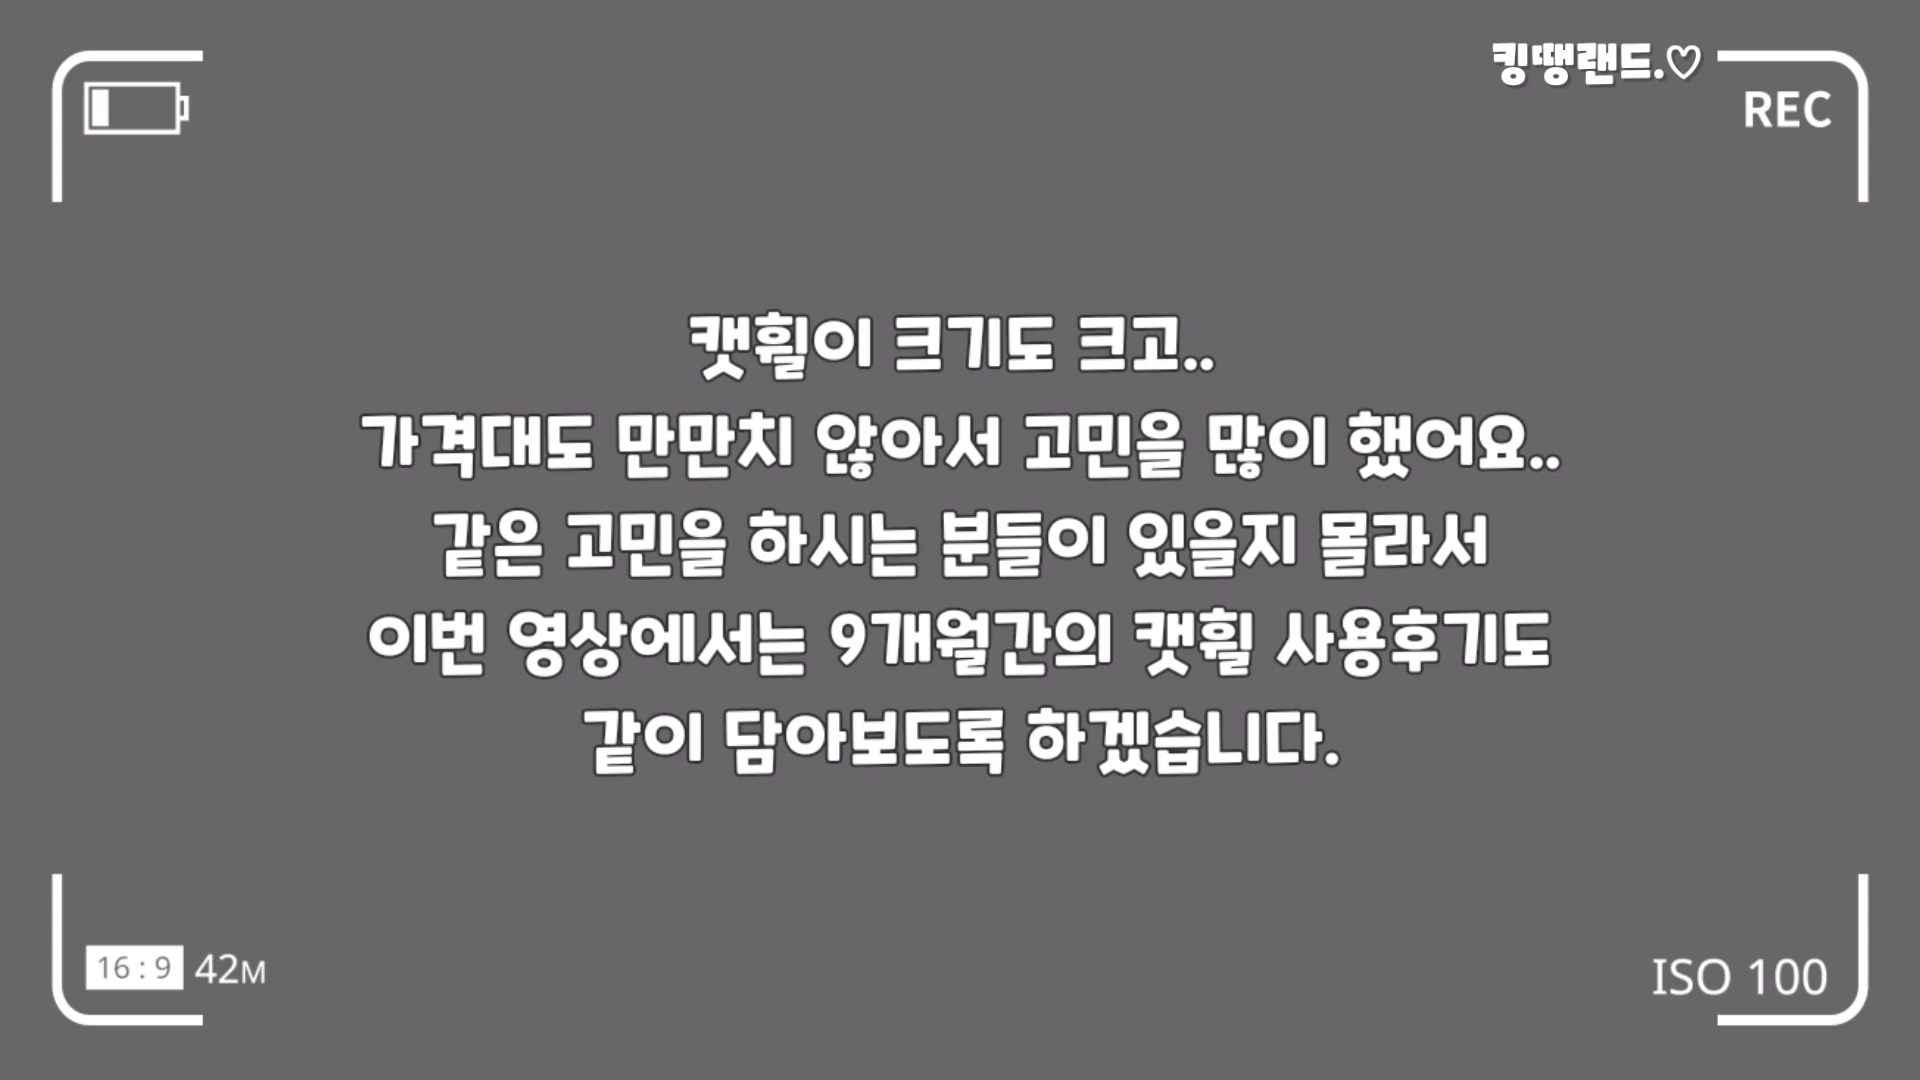 킹땡랜드.♡
REC
캣휠이 크기도 크고..
가격대도 만만치 않아서 고민을 많이 했어요..
같은 고민을 하시는 분들이 있을지 몰라서
이번 영상에서는 9개월간의 캣휠 사용후기도
같이 담아보도록 하겠습니다.
16 : 9 42M
ISO 100